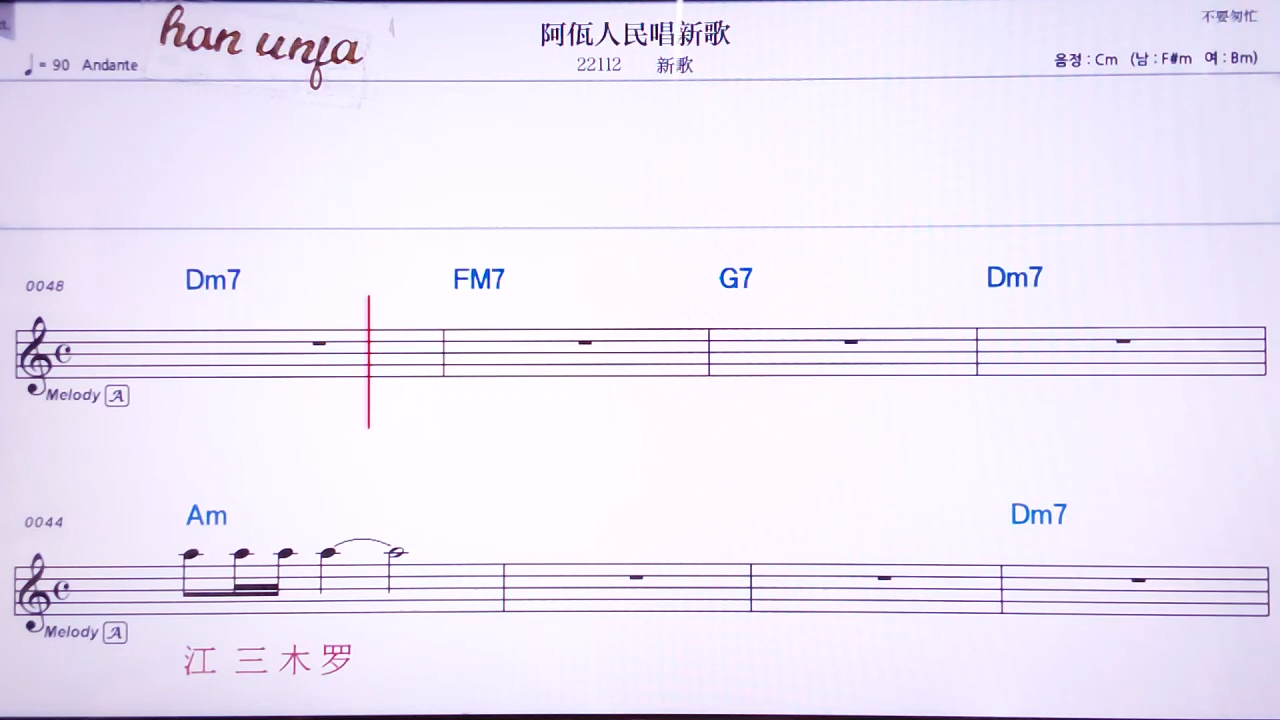 han unfa
阿佤人民唱新歌
不要匆忙
♩= 90 Andante
22112 新歌
음정 : Cm (남 : F#m 여 : Bm)
Dm7 FM7 G7 Dm7
0048
Melody A
Am Dm7
0044
Melody A
江 三 木 罗